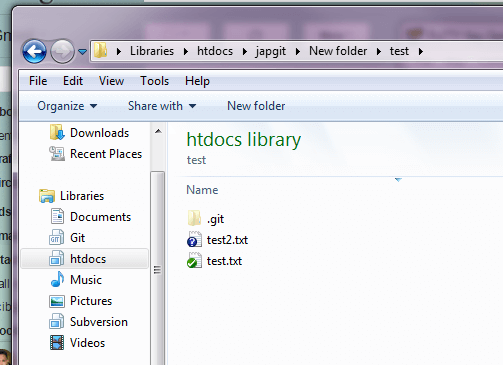 Libraries htdocs japgit New folder test
File Edit View Tools Help
Organize Share with New folder
Downloads
Recent Places
Libraries
Documents
Git
htdocs
Music
Pictures
Subversion
Videos
htdocs library
test
Name
.git
test2.txt
test.txt